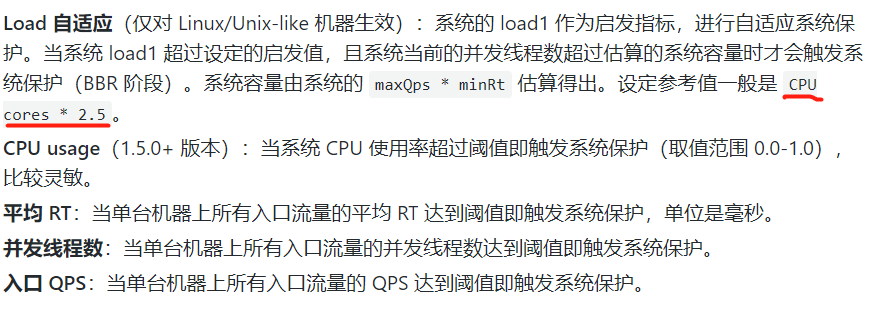 Load 自适应（仅对 Linux/Unix-like 机器生效）：系统的 load1 作为启发指标，进行自适应系统保
护。当系统 load1 超过设定的启发值，且系统当前的并发线程数超过估算的系统容量时才会触发系
统保护（BBR 阶段）。系统容量由系统的 maxQps * minRt 估算得出。设定参考值一般是 CPU
cores * 2.5。
CPU usage（1.5.0+ 版本）：当系统 CPU 使用率超过阈值即触发系统保护（取值范围 0.0-1.0），
比较灵敏。
平均 RT：当单台机器上所有入口流量的平均 RT 达到阈值即触发系统保护，单位是毫秒。
并发线程数：当单台机器上所有入口流量的并发线程数达到阈值即触发系统保护。
入口 QPS：当单台机器上所有入口流量的 QPS 达到阈值即触发系统保护。